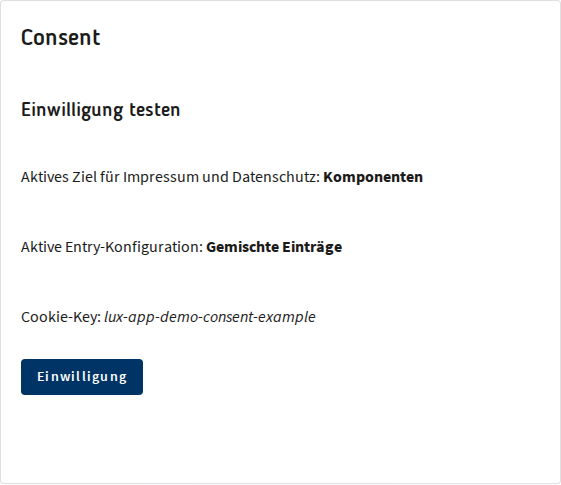 Consent
Einwilligung testen
Aktives Ziel für Impressum und Datenschutz: Komponenten
Aktive Entry-Konfiguration: Gemischte Einträge
Cookie-Key: lux-app-demo-consent-example
Einwilligung